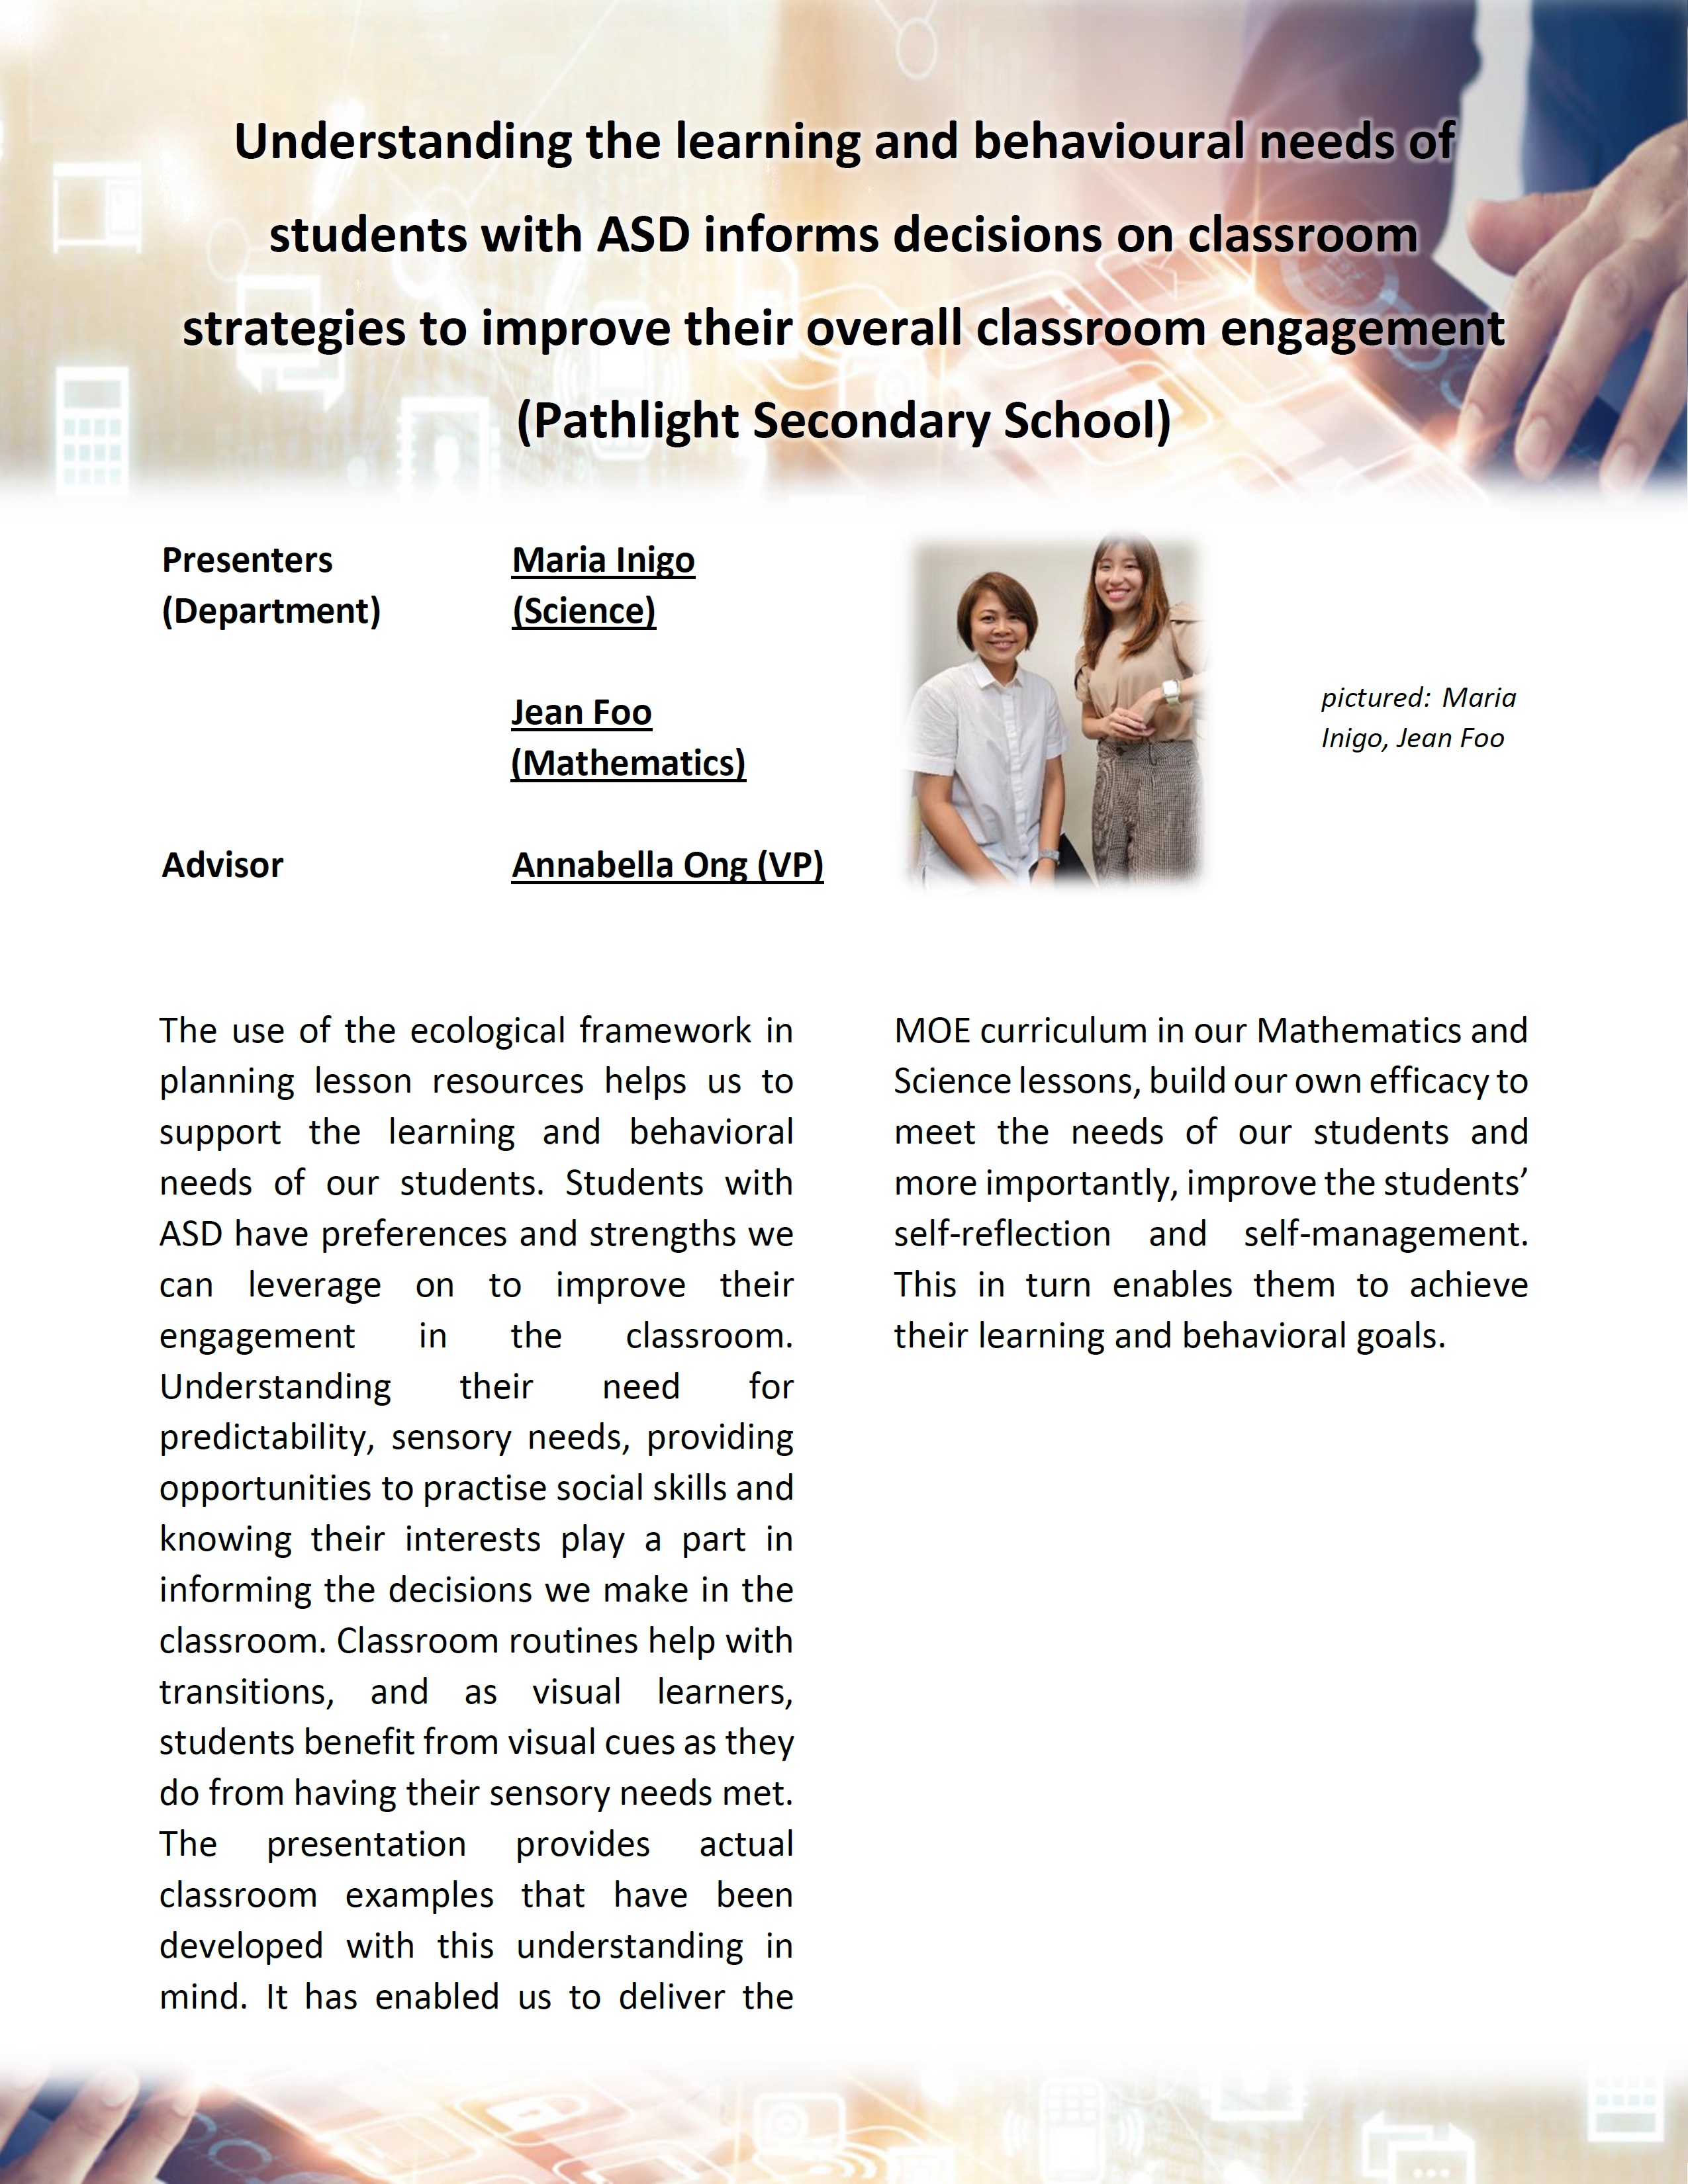 Understanding the learning and behavioural needs of
students with ASD informs decisions on classroom
strategies to improve their overall classroom engagement
(Pathlight Secondary School)
Presenters
(Department)
Maria Inigo
(Science)
Jean Foo
(Mathematics)
Advisor
Annabella Ong (VP)
pictured: Maria
Inigo, Jean Foo
The use of the ecological framework in
planning lesson resources helps us to
support the learning and behavioral
needs of our students. Students with
ASD have preferences and strengths we
can leverage on to improve their
engagement in the classroom.
Understanding their need for
predictability, sensory needs, providing
opportunities to practise social skills and
knowing their interests play a part in
informing the decisions we make in the
classroom. Classroom routines help with
transitions, and as visual learners,
students benefit from visual cues as they
do from having their sensory needs met.
The presentation provides actual
classroom examples that have been
developed with this understanding in
mind. It has enabled us to deliver the
MOE curriculum in our Mathematics and
Science lessons, build our own efficacy to
meet the needs of our students and
more importantly, improve the students’
self-reflection and self-management.
This in turn enables them to achieve
their learning and behavioral goals.